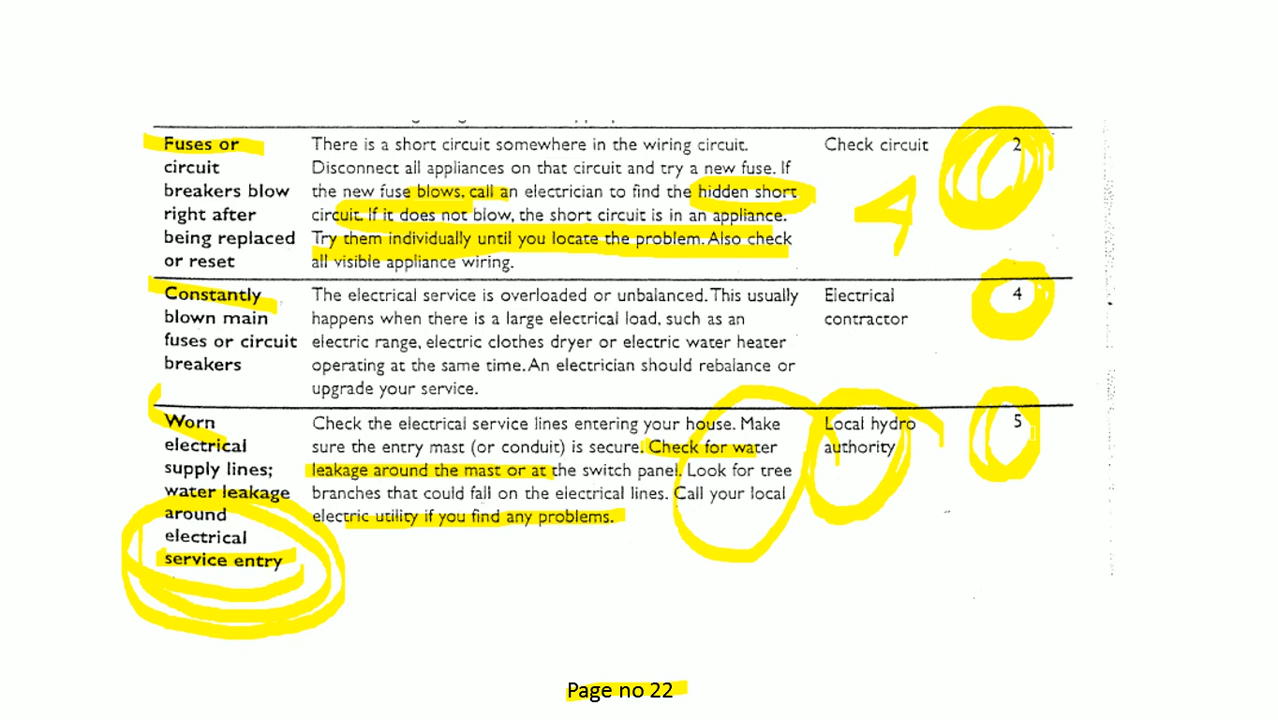 Fuses or
circuit
breakers blow
right after
being replaced
or reset
There is a short circuit somewhere in the wiring circuit.
Disconnect all appliances on that circuit and try a new fuse. If
the new fuse blows, call an electrician to find the hidden short
circuit. If it does not blow, the short circuit is in an appliance.
Try them individually until you locate the problem. Also check
all visible appliance wiring.
Check circuit
2
4
Constantly
blown main
fuses or circuit
breakers
The electrical service is overloaded or unbalanced. This usually
happens when there is a large electrical load, such as an
electric range, electric clothes dryer or electric water heater
operating at the same time. An electrician should rebalance or
upgrade your service.
Electrical
contractor
4
Worn
electrical
supply lines;
water leakage
around
electrical
service entry
Check the electrical service lines entering your house. Make
sure the entry mast (or conduit) is secure. Check for water
leakage around the mast or at the switch panel. Look for tree
branches that could fall on the electrical lines. Call your local
electric utility if you find any problems.
Local hydro
authority
5
Page no 22